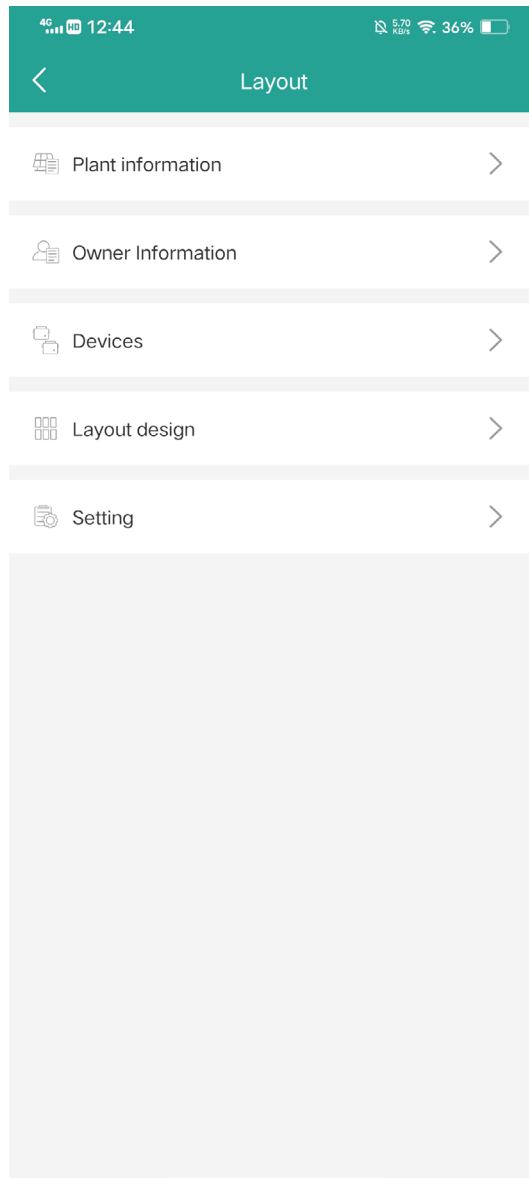 4G HD 12:44 5.70 KB/s 36%
Layout
Plant information
Owner Information
Devices
Layout design
Setting